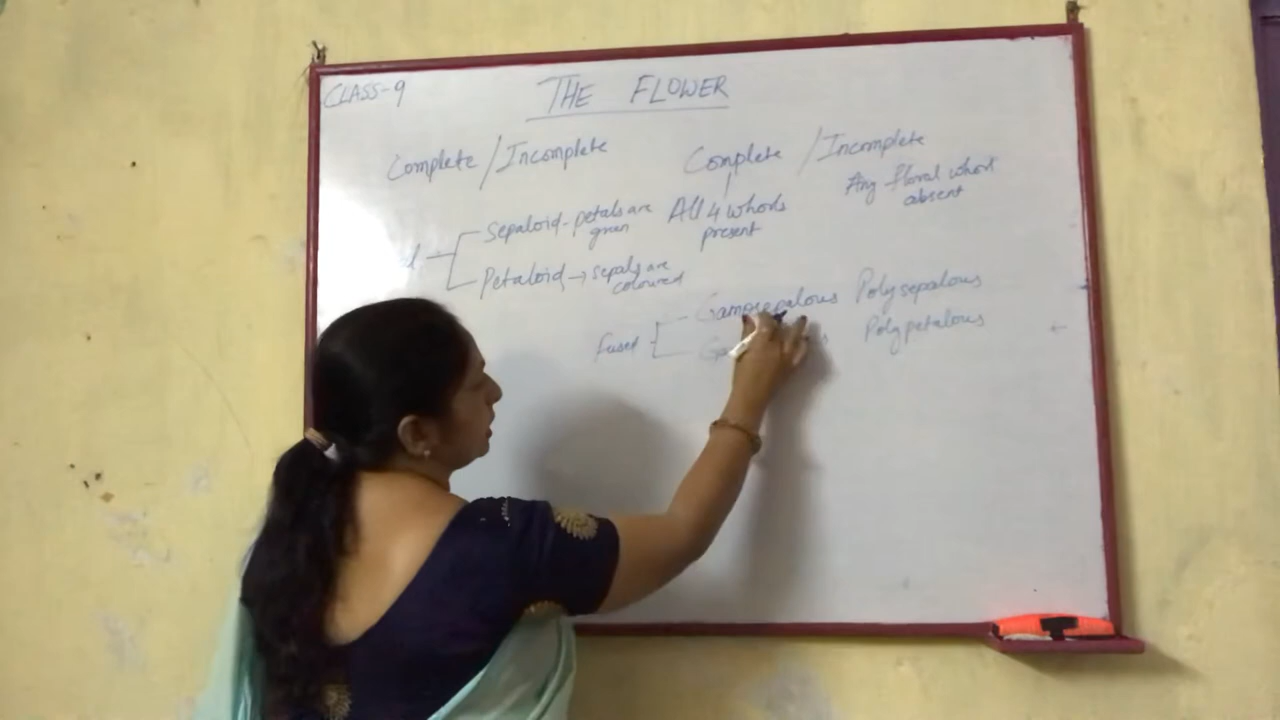 CLASS-9
THE FLOWER
Complete / Incomplete
Complete / Incomplete
All 4 whorls
present
Any floral whorl
absent
Sepaloid - petals are
green
Petaloid → sepals are
coloured
Fused
Gamosepalous Polysepalous
Polypetalous